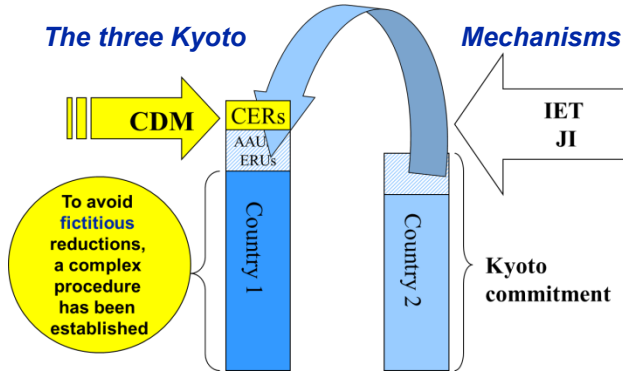 The three Kyoto Mechanisms
CDM
CERs
AAU
ERUs
IET
JI
To avoid
fictitious
reductions,
a complex
procedure
has been
established
Country 1
Country 2
Kyoto
commitment